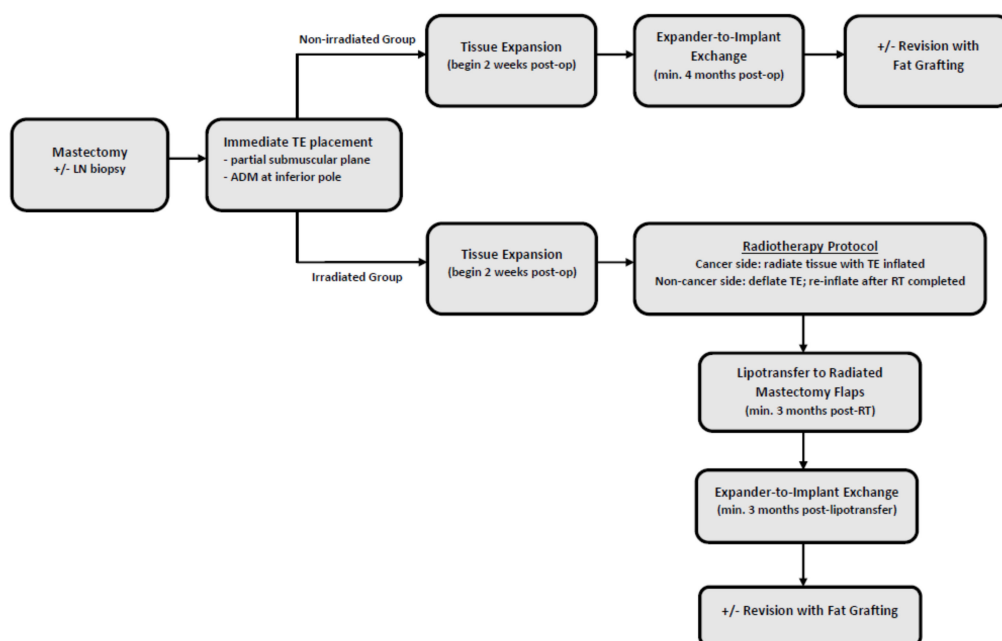 Non-irradiated Group
Tissue Expansion
(begin 2 weeks post-op)
Expander-to-Implant
Exchange
(min. 4 months post-op)
+/- Revision with
Fat Grafting
Mastectomy
+/- LN biopsy
Immediate TE placement
- partial submuscular plane
- ADM at inferior pole
Irradiated Group
Tissue Expansion
(begin 2 weeks post-op)
Radiotherapy Protocol
Cancer side: radiate tissue with TE inflated
Non-cancer side: deflate TE; re-inflate after RT completed
Lipotransfer to Radiated
Mastectomy Flaps
(min. 3 months post-RT)
Expander-to-Implant Exchange
(min. 3 months post-lipotransfer)
+/- Revision with Fat Grafting